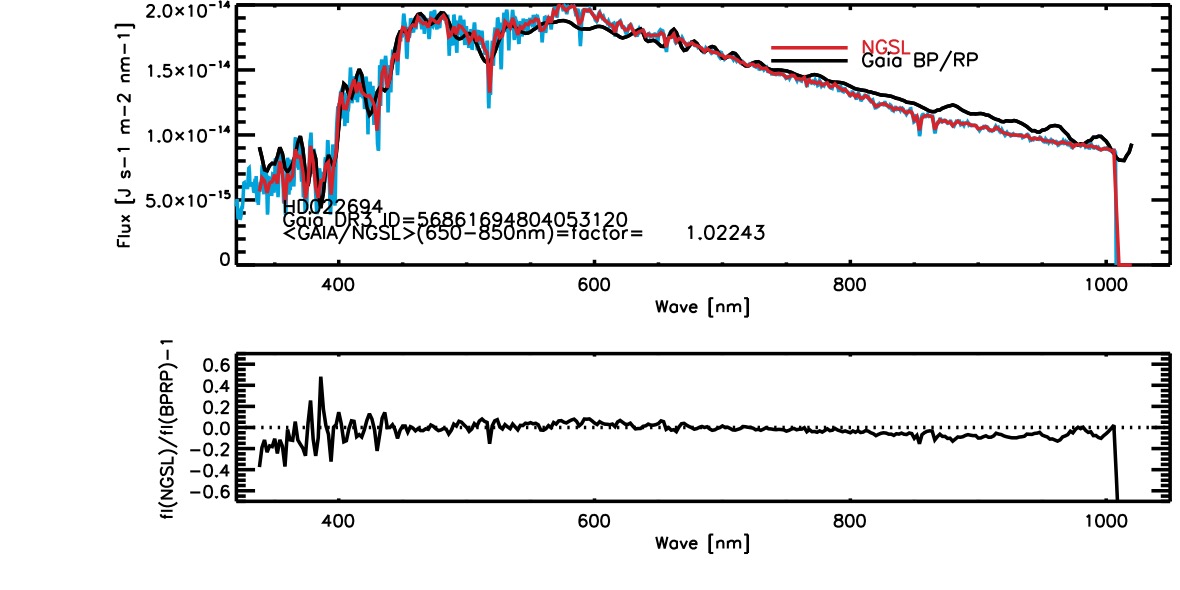 2.0×10−14
1.5×10−14
1.0×10−14
5.0×10−15
0
Flux [J s−1 m−2 nm−1]
NGSL
Gaia BP/RP
HD022694
Gaia DR3 ID=56861694804053120
<GAIA/NGSL>(650−850nm)=factor= 1.02243
400 600 800 1000
Wave [nm]
fl(NGSL)/fl(BPRP)−1
0.6
0.4
0.2
0.0
−0.2
−0.4
−0.6
400 600 800 1000
Wave [nm]